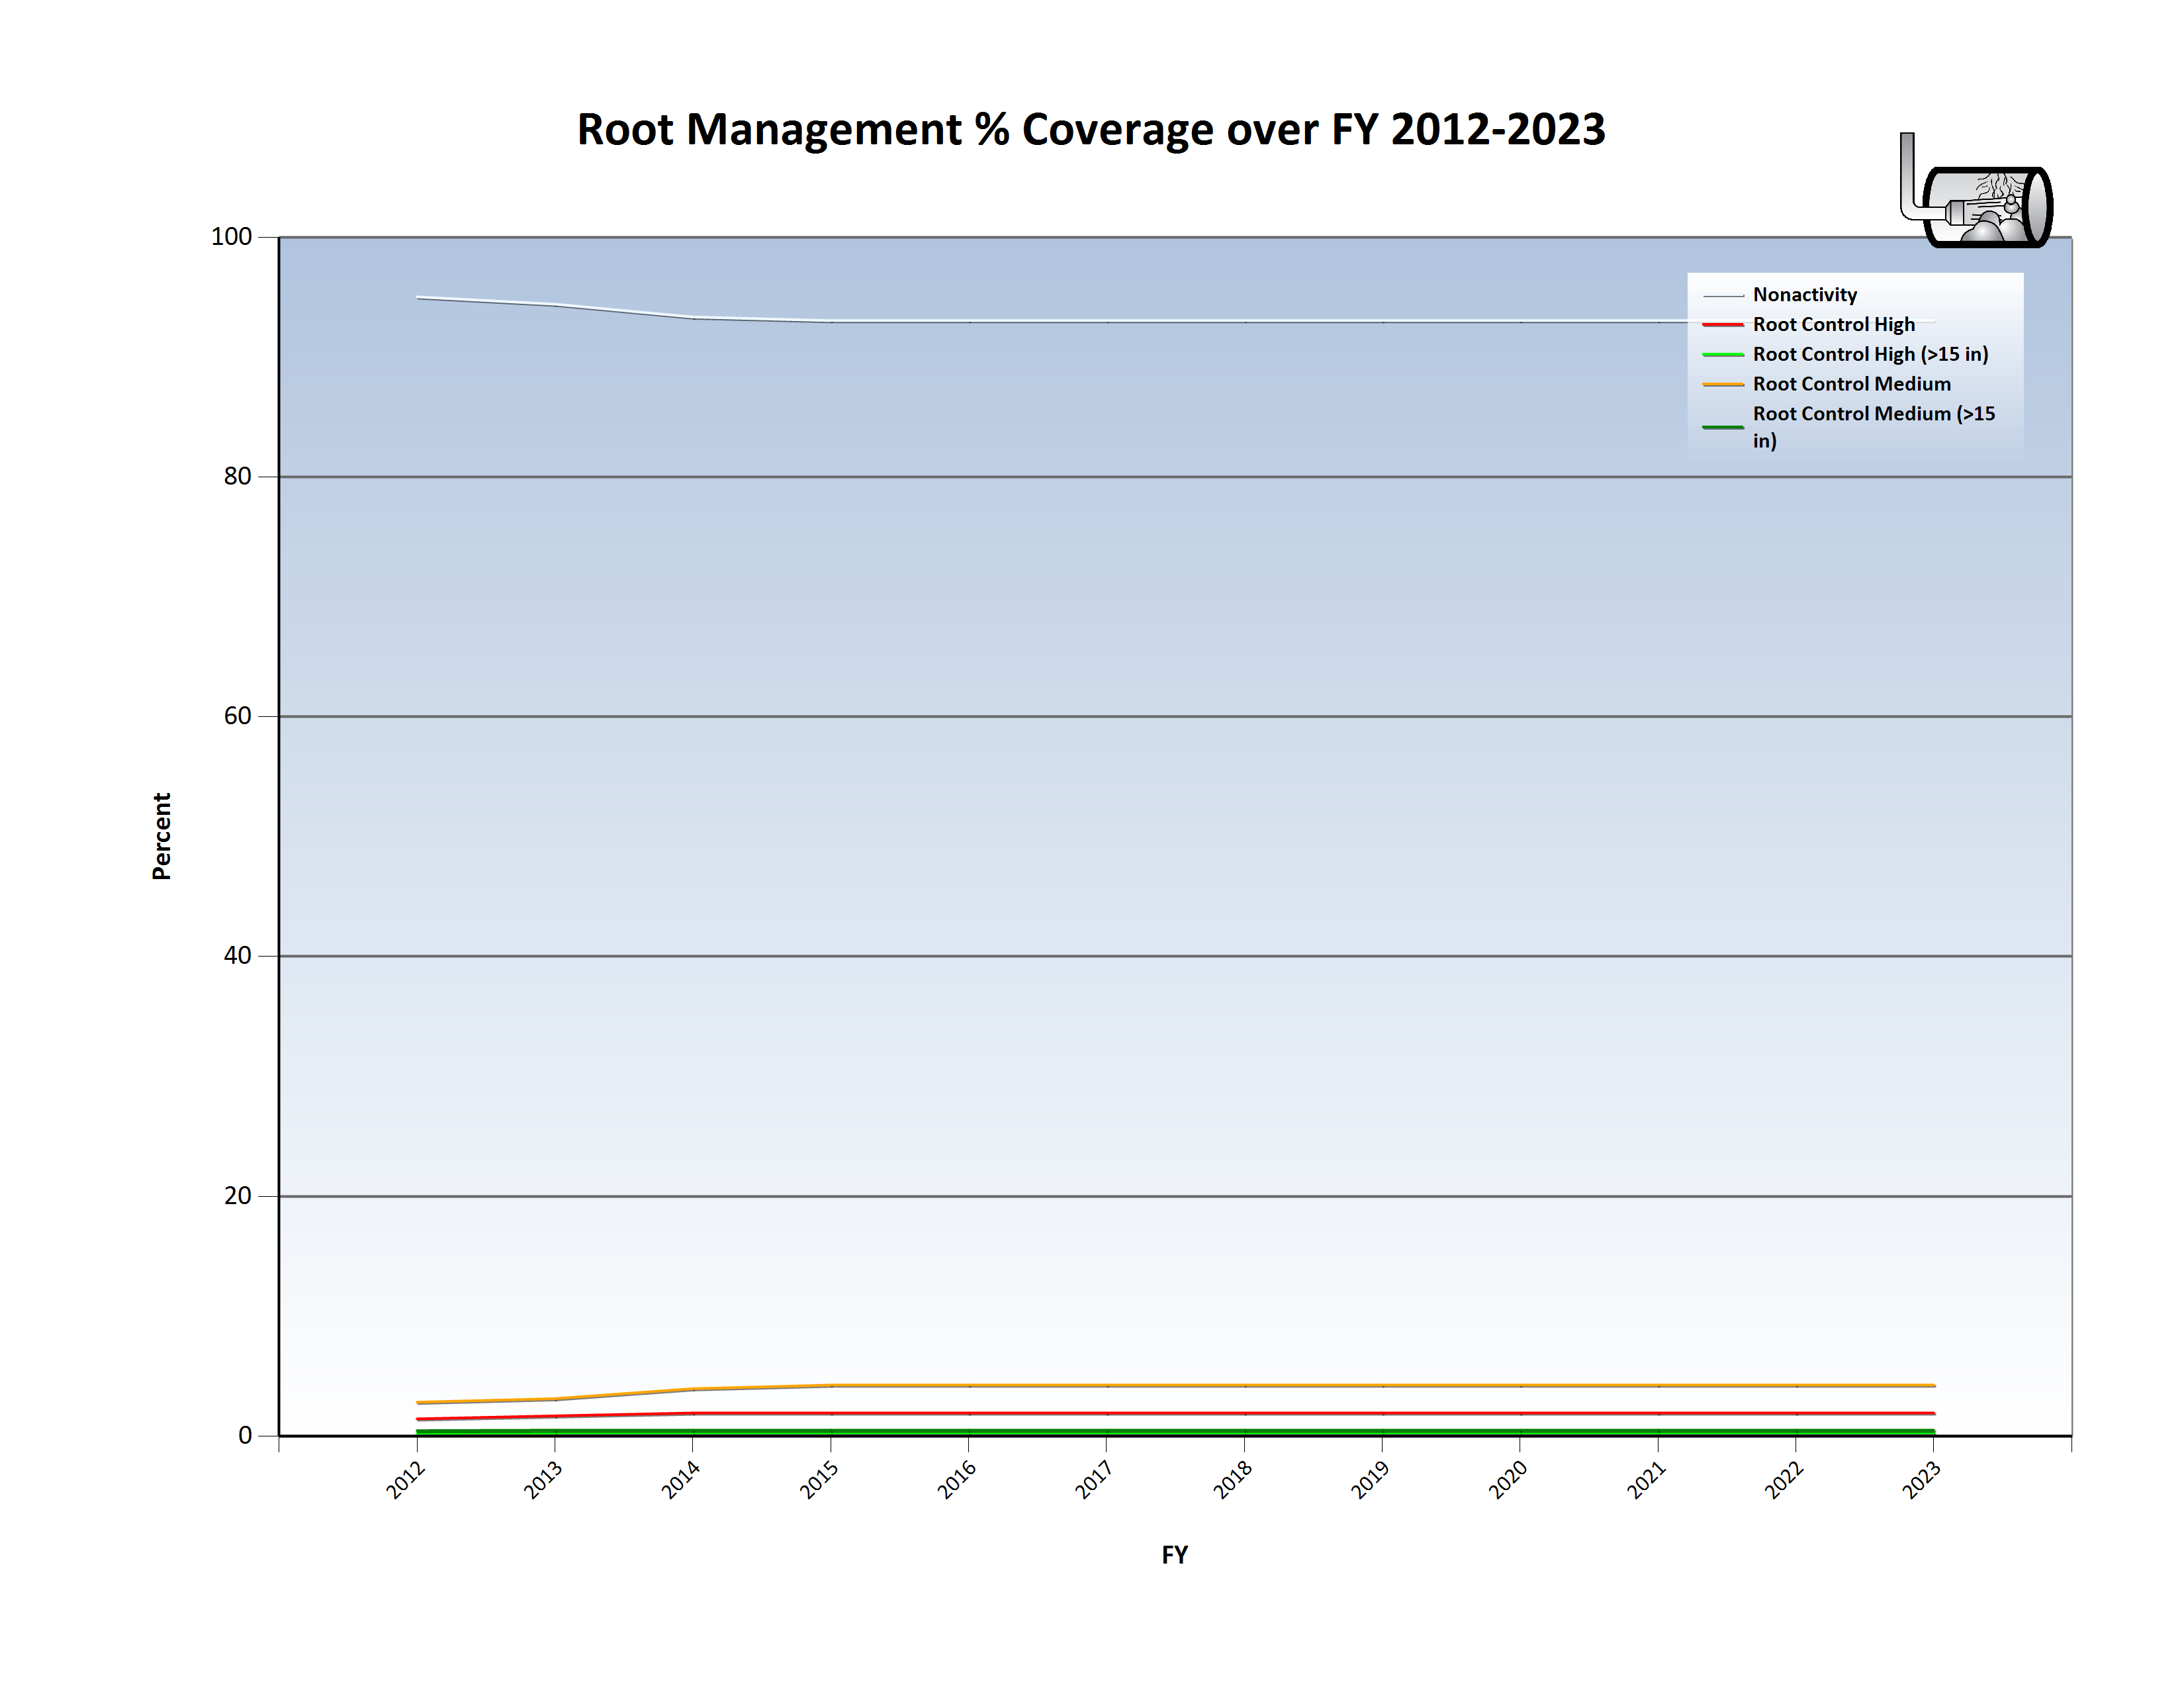 Root Management % Coverage over FY 2012-2023
100
80
60
40
20
0
Percent
Nonactivity
Root Control High
Root Control High (>15 in)
Root Control Medium
Root Control Medium (>15
in)
2012
2013
2014
2015
2016
2017
2018
2019
2020
2021
2022
2023
FY